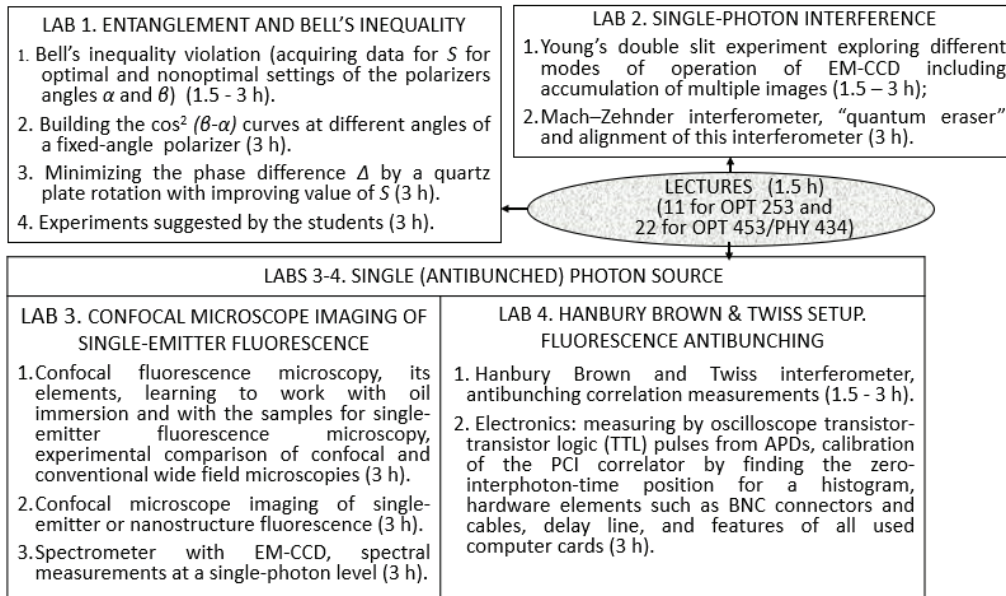 LAB 1. ENTANGLEMENT AND BELL’S INEQUALITY
1. Bell’s inequality violation (acquiring data for S for
optimal and nonoptimal settings of the polarizers
angles α and β) (1.5 - 3 h).
2. Building the cos² (β-α) curves at different angles of
a fixed-angle polarizer (3 h).
3. Minimizing the phase difference Δ by a quartz
plate rotation with improving value of S (3 h).
4. Experiments suggested by the students (3 h).
LAB 2. SINGLE-PHOTON INTERFERENCE
1.Young’s double slit experiment exploring different
modes of operation of EM-CCD including
accumulation of multiple images (1.5 – 3 h);
2.Mach–Zehnder interferometer, “quantum eraser”
and alignment of this interferometer (3 h).
LECTURES (1.5 h)
(11 for OPT 253 and
22 for OPT 453/PHY 434)
LABS 3-4. SINGLE (ANTIBUNCHED) PHOTON SOURCE
LAB 3. CONFOCAL MICROSCOPE IMAGING OF
SINGLE-EMITTER FLUORESCENCE
1.Confocal fluorescence microscopy, its
elements, learning to work with oil
immersion and with the samples for single-
emitter fluorescence microscopy,
experimental comparison of confocal and
conventional wide field microscopies (3 h).
2.Confocal microscope imaging of single-
emitter or nanostructure fluorescence (3 h).
3.Spectrometer with EM-CCD, spectral
measurements at a single-photon level (3 h).
LAB 4. HANBURY BROWN & TWISS SETUP.
FLUORESCENCE ANTIBUNCHING
1. Hanbury Brown and Twiss interferometer,
antibunching correlation measurements (1.5 - 3 h).
2. Electronics: measuring by oscilloscope transistor-
transistor logic (TTL) pulses from APDs, calibration
of the PCI correlator by finding the zero-
interphoton-time position for a histogram,
hardware elements such as BNC connectors and
cables, delay line, and features of all used
computer cards (3 h).